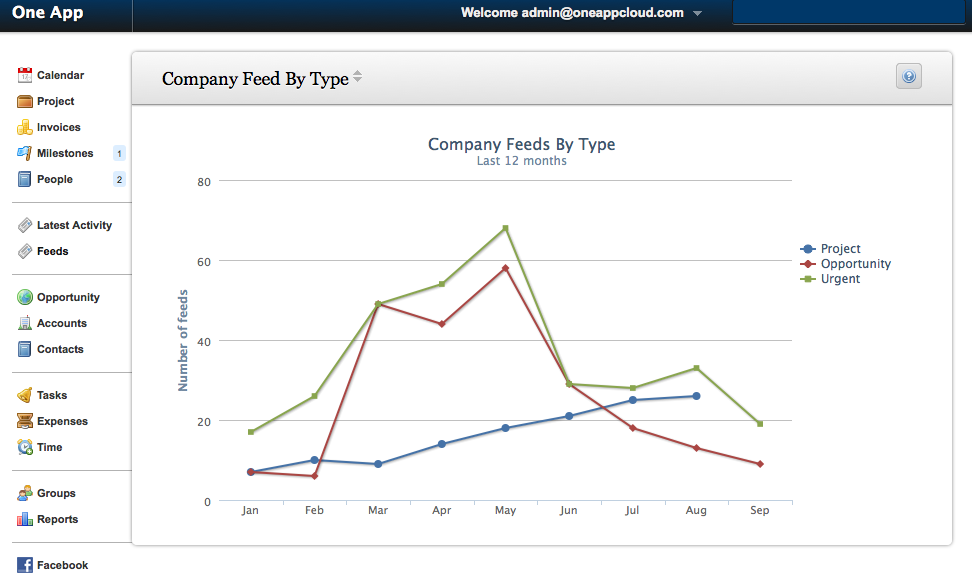 One App
Welcome admin@oneappcloud.com
Calendar
Project
Invoices
Milestones 1
People 2
Latest Activity
Feeds
Opportunity
Accounts
Contacts
Tasks
Expenses
Time
Groups
Reports
Facebook
Company Feed By Type
Company Feeds By Type
Last 12 months
Number of feeds
80
60
40
20
0
Jan Feb Mar Apr May Jun Jul Aug Sep
Project
Opportunity
Urgent